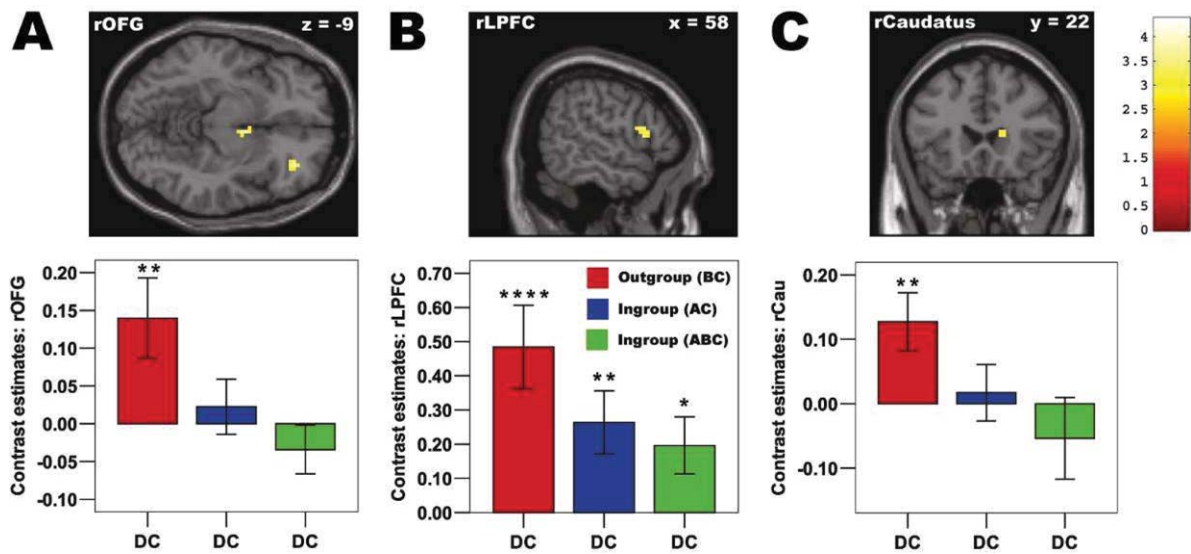 A
rOFG
z = -9
B
rLPFC
x = 58
C
rCaudatus
y = 22
4
3.5
3
2.5
2
1.5
1
0.5
0
Contrast estimates: rOFG
0.20
0.15
0.10
0.05
0.00
-0.05
-0.10
**
DC
DC
DC
Contrast estimates: rLPFC
0.70
0.60
0.50
0.40
0.30
0.20
0.10
0.00
****
**
*
Outgroup (BC)
Ingroup (AC)
Ingroup (ABC)
DC
DC
DC
Contrast estimates: rCau
0.20
0.10
0.00
-0.10
**
DC
DC
DC